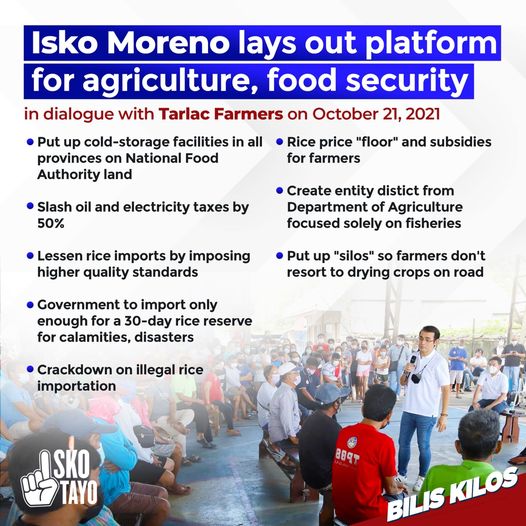 Isko Moreno lays out platform
for agriculture, food security
in dialogue with Tarlac Farmers on October 21, 2021
• Put up cold-storage facilities in all
provinces on National Food
Authority land
• Slash oil and electricity taxes by
50%
• Lessen rice imports by imposing
higher quality standards
• Government to import only
enough for a 30-day rice reserve
for calamities, disasters
• Crackdown on illegal rice
importation
• Rice price "floor" and subsidies
for farmers
• Create entity distict from
Department of Agriculture
focused solely on fisheries
• Put up "silos" so farmers don't
resort to drying crops on road
SKO
TAYO
TPBB
BILIS KILOS